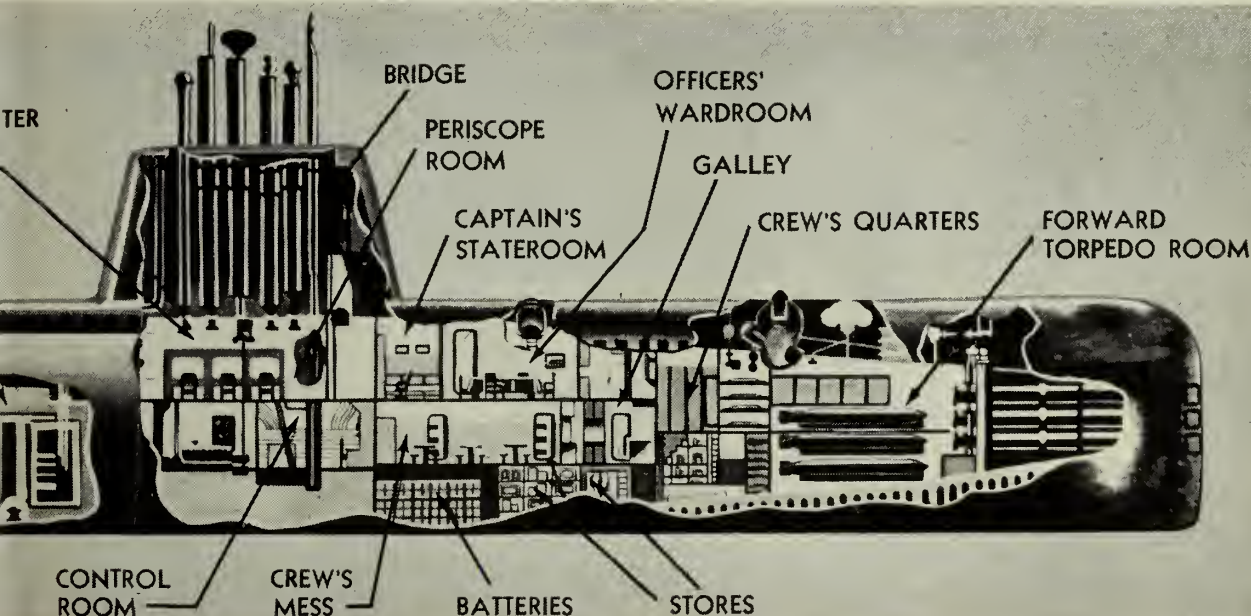 TER
BRIDGE
PERISCOPE
ROOM
CAPTAIN'S
STATEROOM
OFFICERS'
WARDROOM
GALLEY
CREW'S QUARTERS
FORWARD
TORPEDO ROOM
CONTROL
ROOM
CREW'S
MESS
BATTERIES
STORES